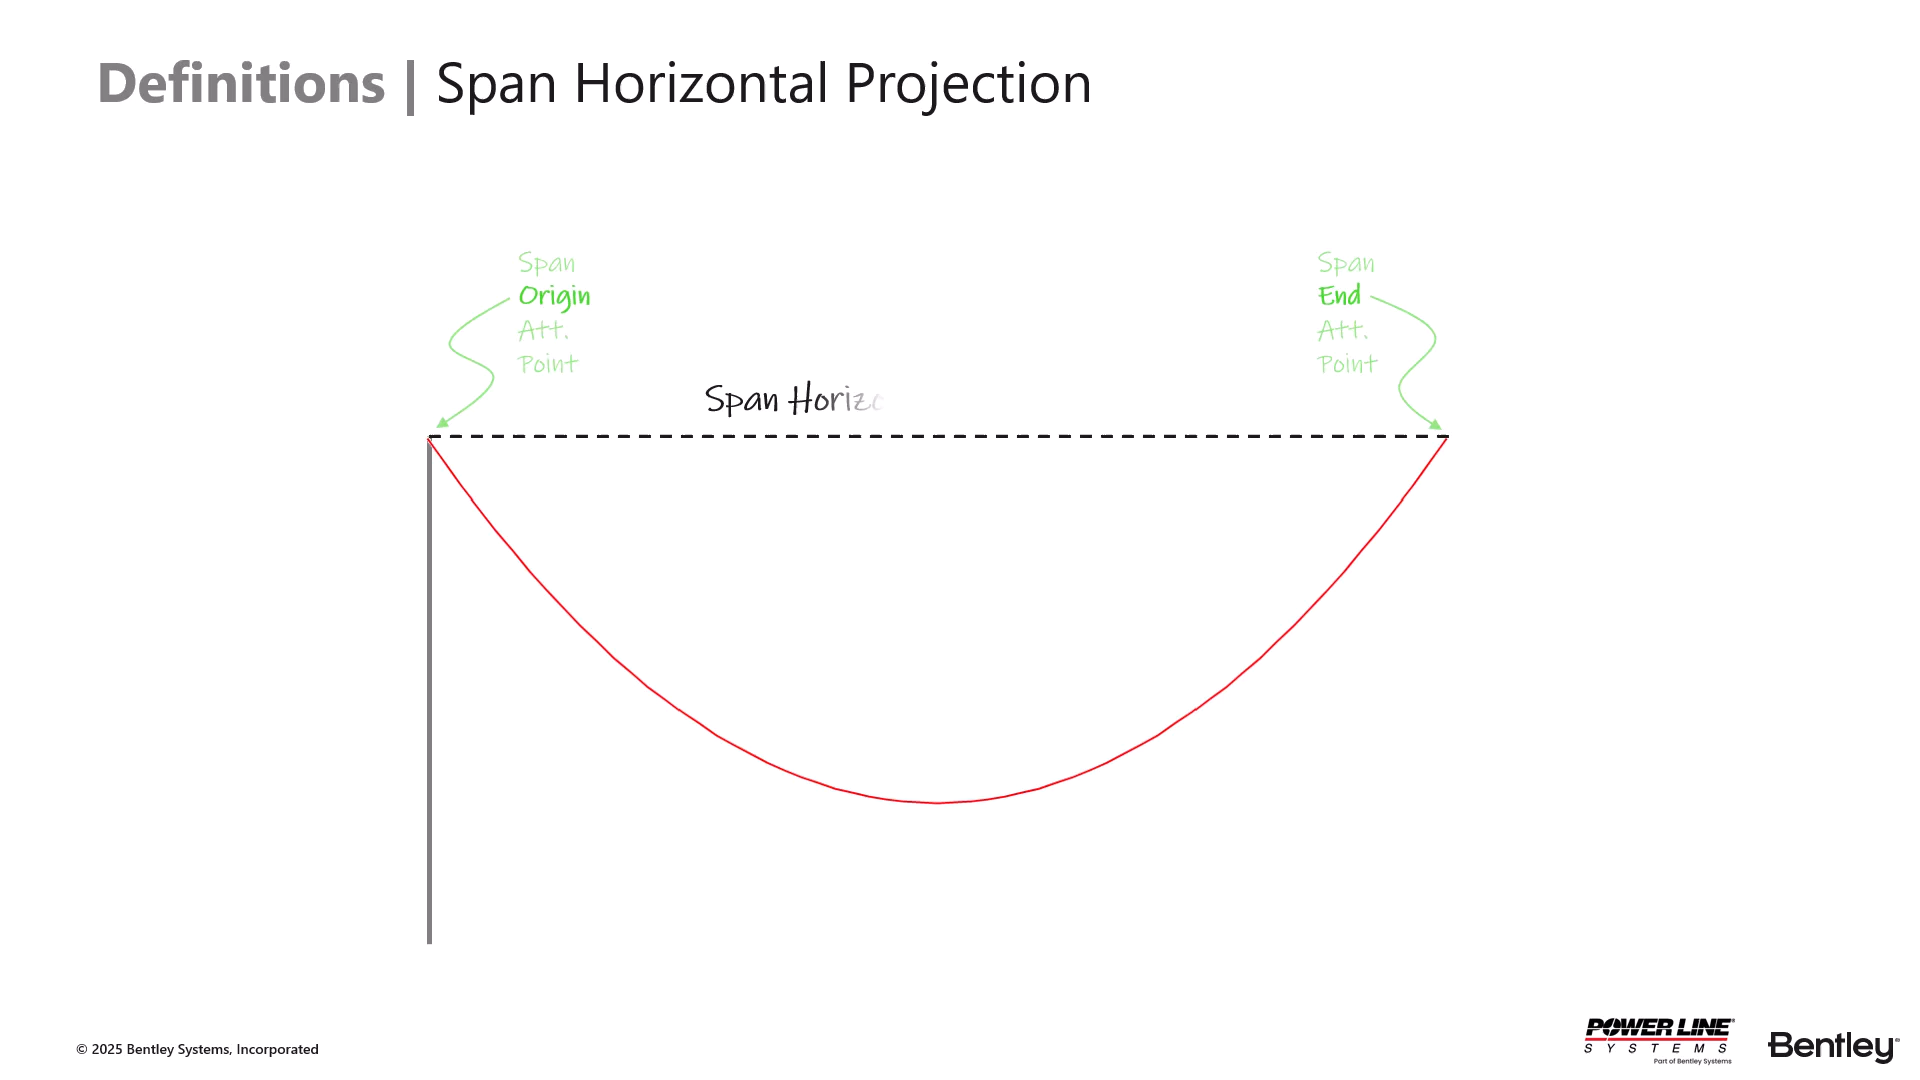 Definitions | Span Horizontal Projection
Span
Origin
Att.
Point
Span
End
Att.
Point
Span Horizo
© 2025 Bentley Systems, Incorporated
POWER LINE
SYSTEMS
Part of Bentley Systems
Bentley